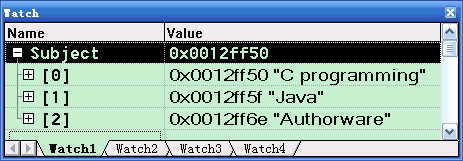 Watch
Name Value
Subject 0x0012ff50
[0] 0x0012ff50 "C programming"
[1] 0x0012ff5f "Java"
[2] 0x0012ff6e "Authorware"
Watch1 Watch2 Watch3 Watch4